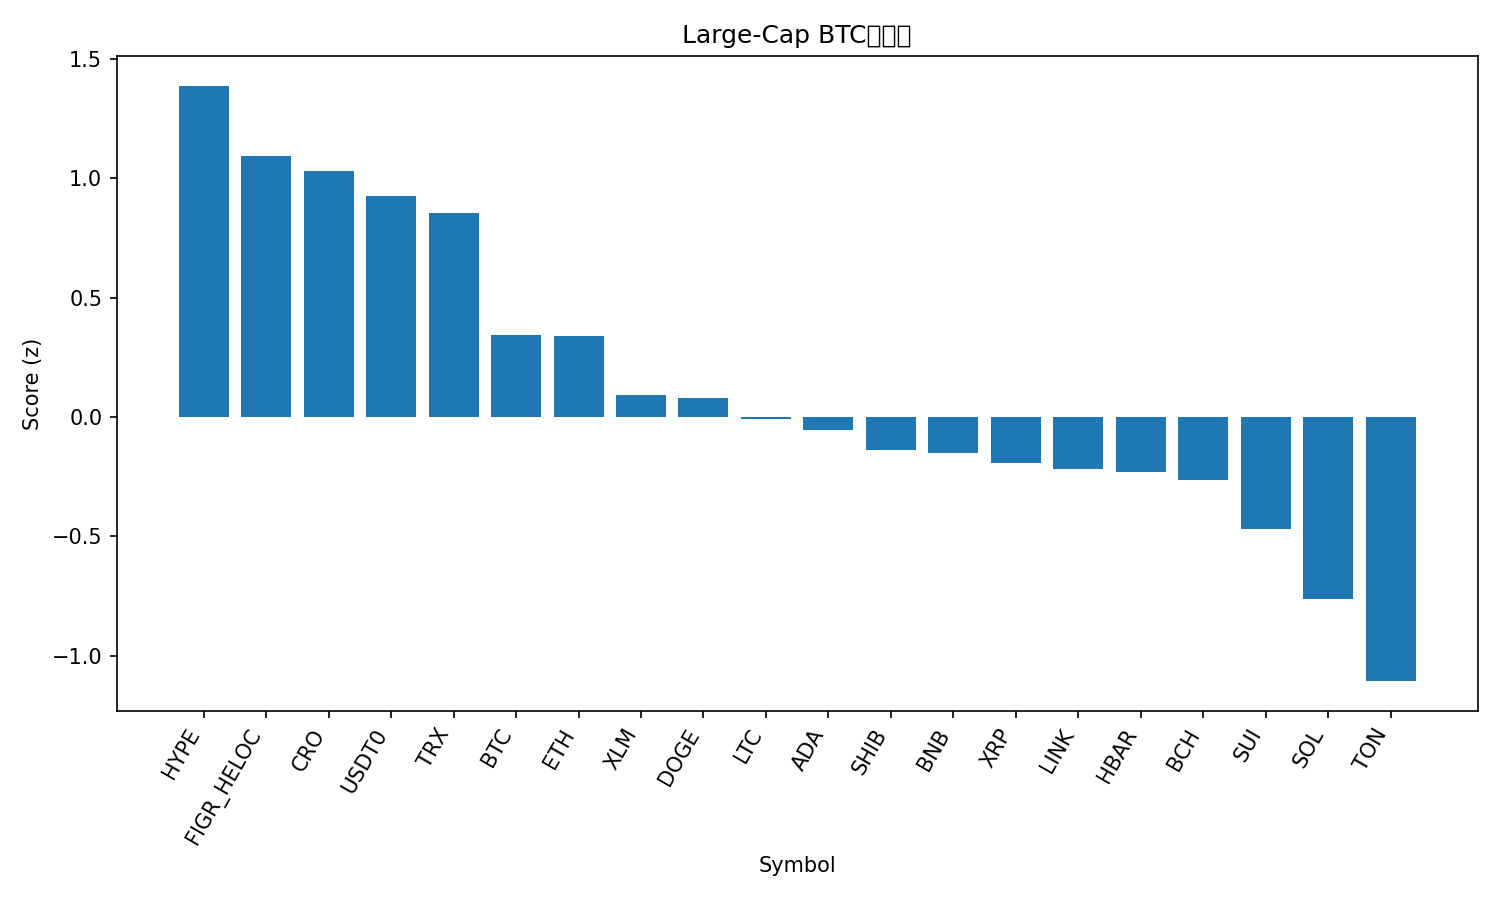 Large-Cap BTC
1.5
1.0
0.5
0.0
−0.5
−1.0
Score (z)
HYPE
FIGR_HELOC
CRO
USDT0
TRX
BTC
ETH
XLM
DOGE
LTC
ADA
SHIB
BNB
XRP
LINK
HBAR
BCH
SUI
SOL
TON
Symbol